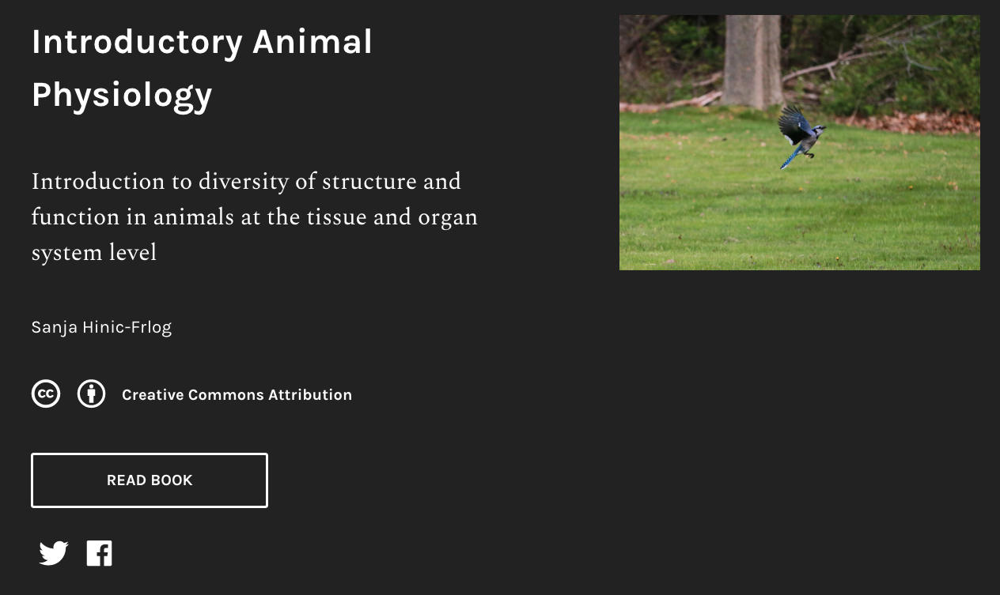 Introductory Animal
Physiology
Introduction to diversity of structure and
function in animals at the tissue and organ
system level
Sanja Hinic-Frlog
cc Creative Commons Attribution
READ BOOK